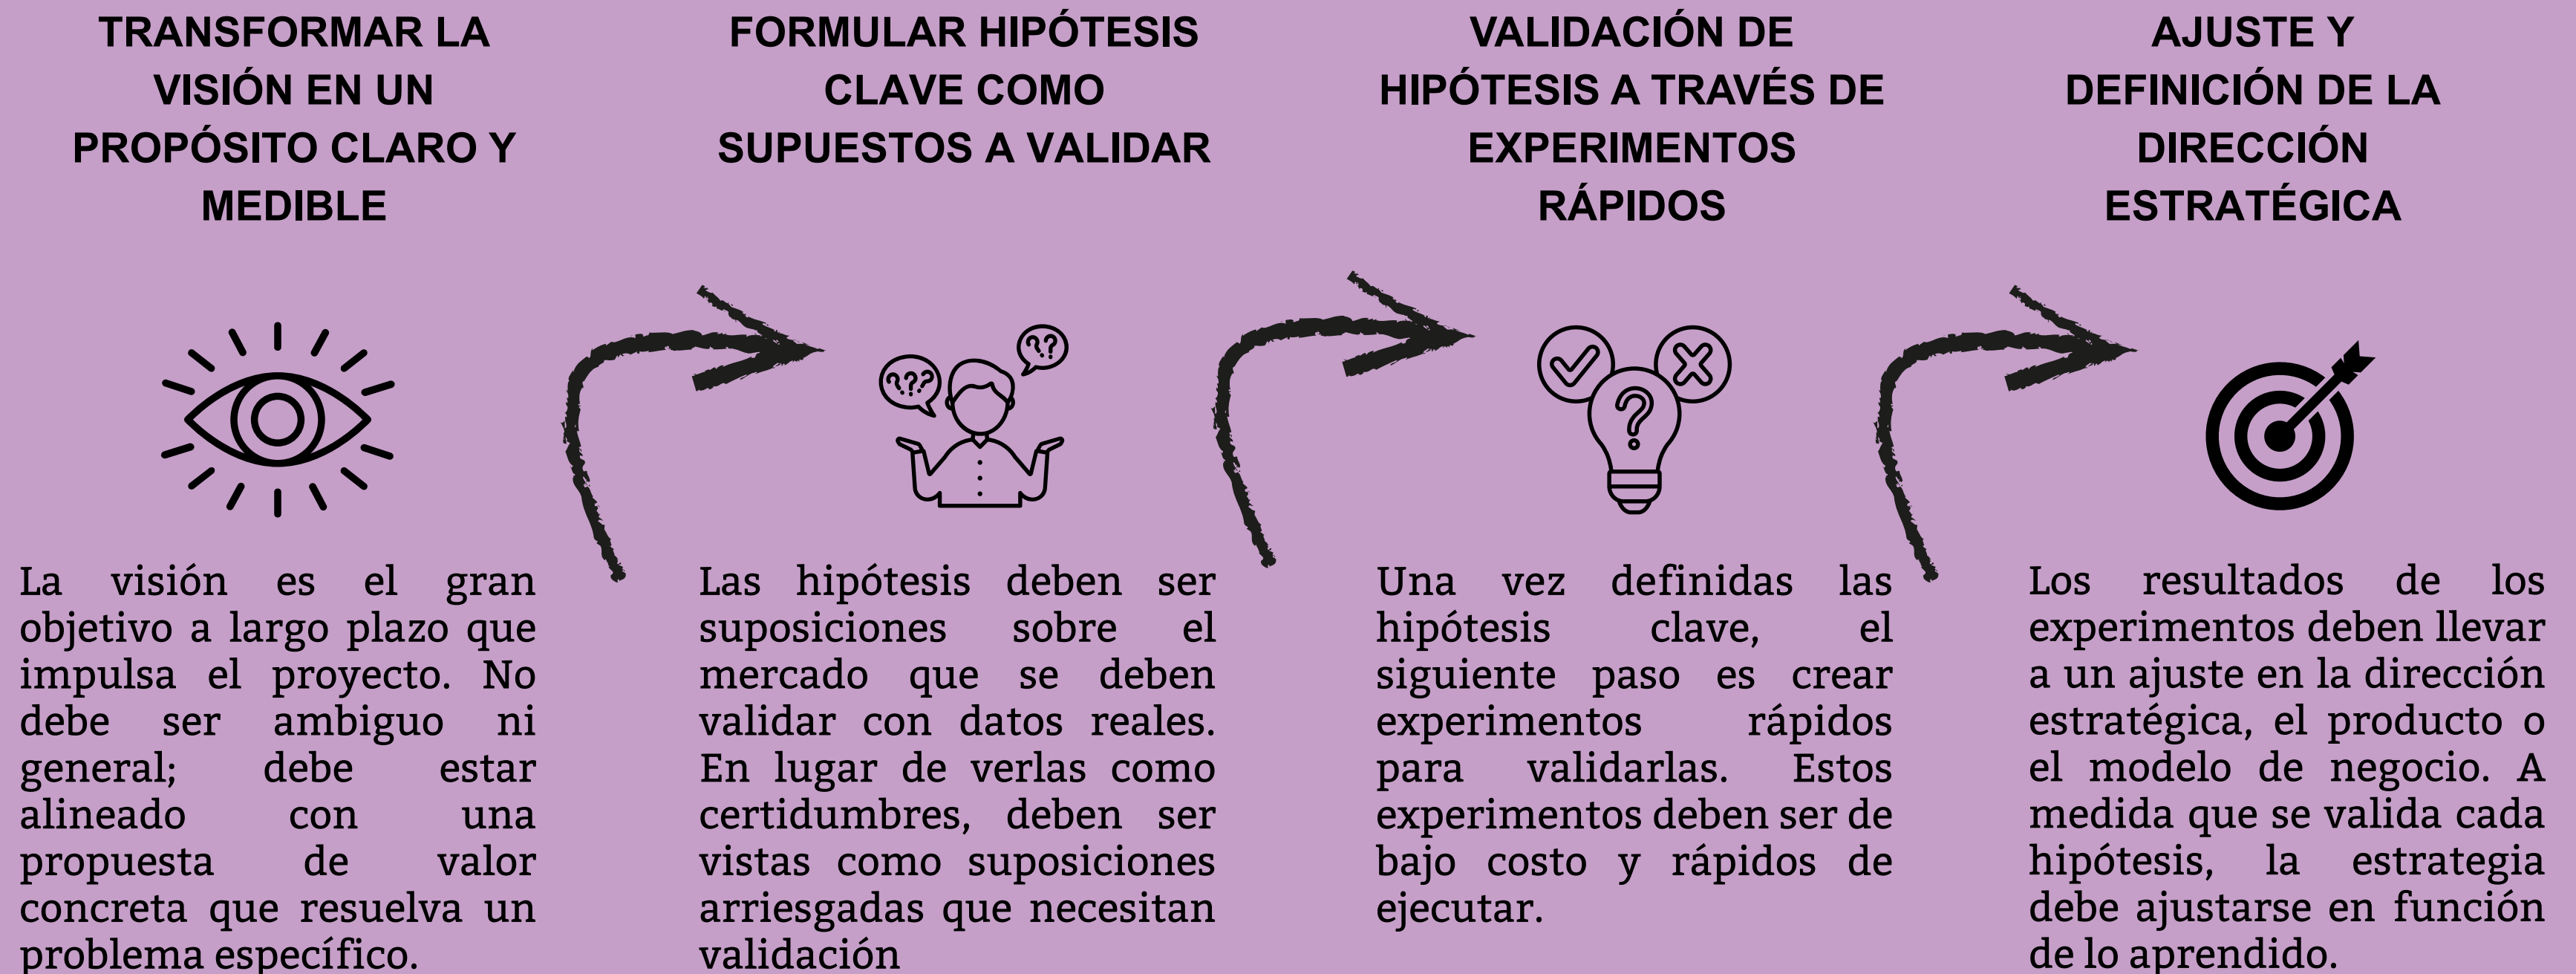 TRANSFORMAR LA
VISIÓN EN UN
PROPÓSITO CLARO Y
MEDIBLE
La visión es el gran
objetivo a largo plazo que
impulsa el proyecto. No
debe ser ambiguo ni
general; debe estar
alineado con una
propuesta de valor
concreta que resuelva un
problema específico.
FORMULAR HIPÓTESIS
CLAVE COMO
SUPUESTOS A VALIDAR
??? ??
Las hipótesis deben ser
suposiciones sobre el
mercado que se deben
validar con datos reales.
En lugar de verlas como
certidumbres, deben ser
vistas como suposiciones
arriesgadas que necesitan
validación
VALIDACIÓN DE
HIPÓTESIS A TRAVÉS DE
EXPERIMENTOS
RÁPIDOS
?
Una vez definidas las
hipótesis clave, el
siguiente paso es crear
experimentos rápidos
para validarlas. Estos
experimentos deben ser de
bajo costo y rápidos de
ejecutar.
AJUSTE Y
DEFINICIÓN DE LA
DIRECCIÓN
ESTRATÉGICA
Los resultados de los
experimentos deben llevar
a un ajuste en la dirección
estratégica, el producto o
el modelo de negocio. A
medida que se valida cada
hipótesis, la estrategia
debe ajustarse en función
de lo aprendido.